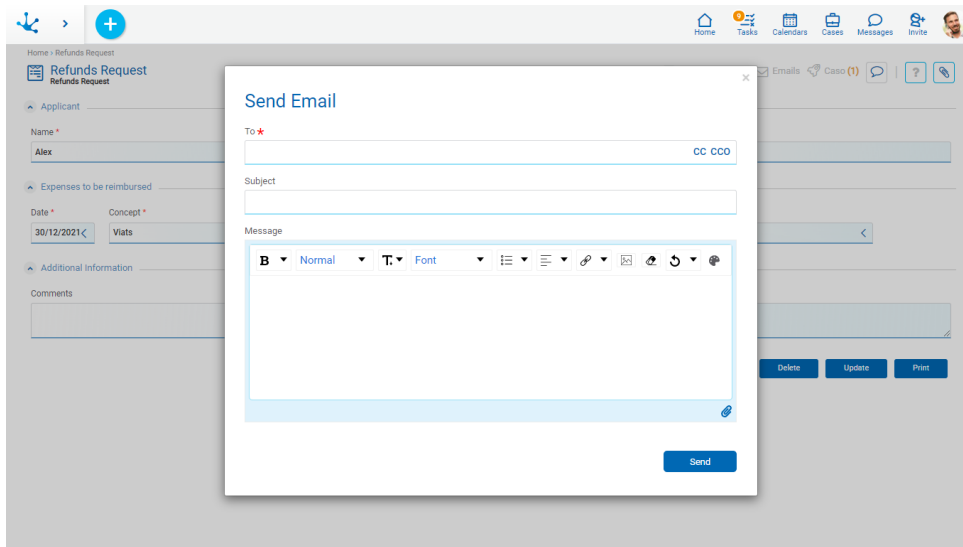 Home
9
Tasks
Calendars
Cases
Messages
Invite
Home › Refunds Request
Refunds Request
Refunds Request
Emails
Caso (1)
?
Applicant
Name *
Alex
Expenses to be reimbursed
Date *
Concept *
30/12/2021
Viats
Additional Information
Comments
Delete
Update
Print
Send Email
To *
CC CCO
Subject
Message
B
Normal
T
Font
Send